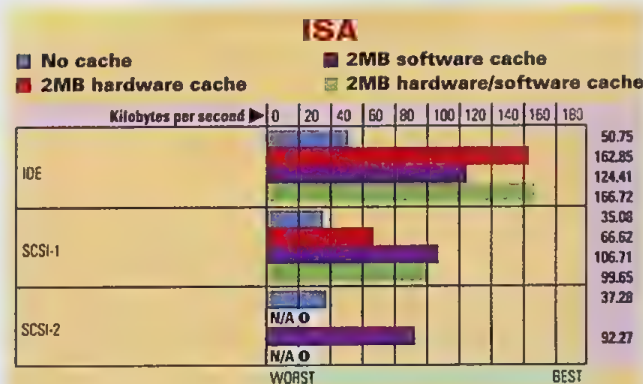 ISA
No cache
2MB software cache
2MB hardware cache
2MB hardware/software cache
Kilobytes per second ▶ 0 20 40 60 80 100 120 140 160 180
IDE
50.75
162.85
124.41
166.72
SCSI-1
35.08
66.62
106.71
99.65
SCSI-2
37.28
N/A ❶
92.27
N/A ❶
WORST BEST